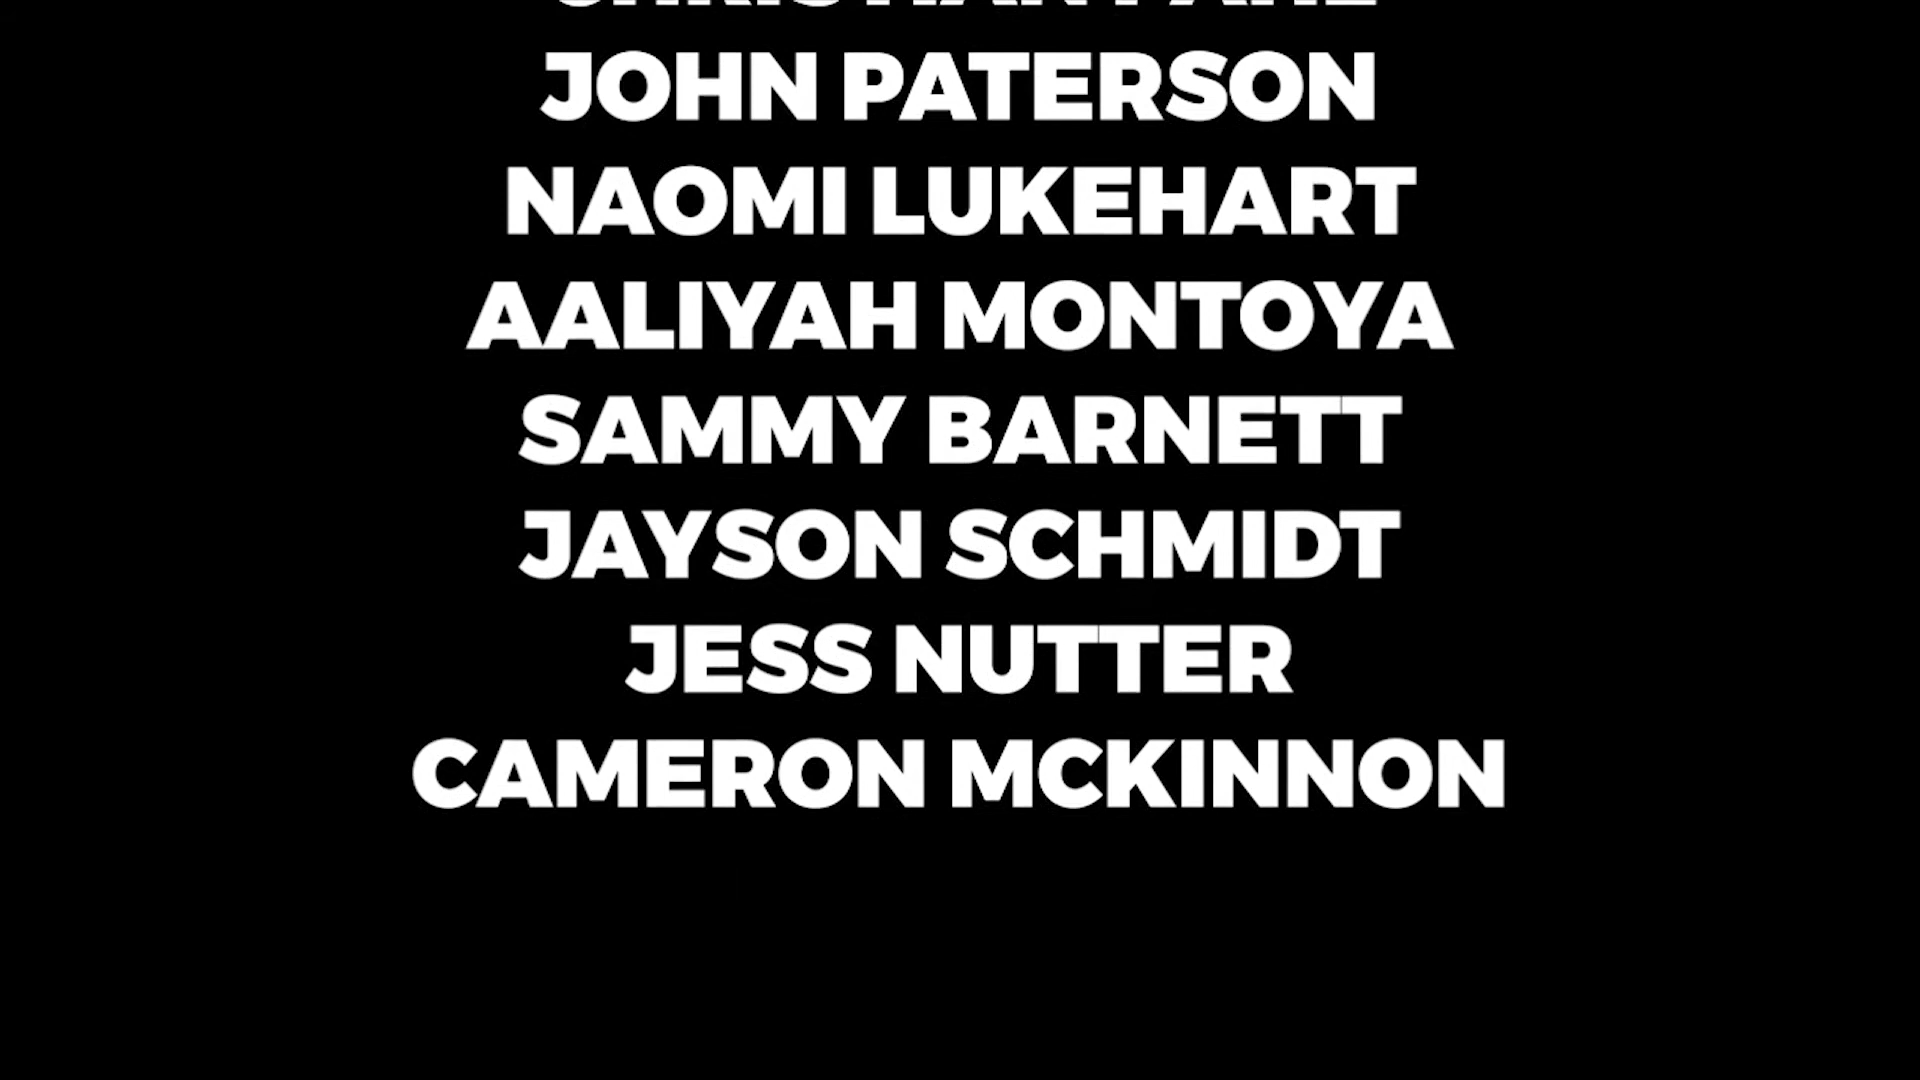 JOHN PATERSON
NAOMI LUKEHART
AALIYAH MONTOYA
SAMMY BARNETT
JAYSON SCHMIDT
JESS NUTTER
CAMERON MCKINNON